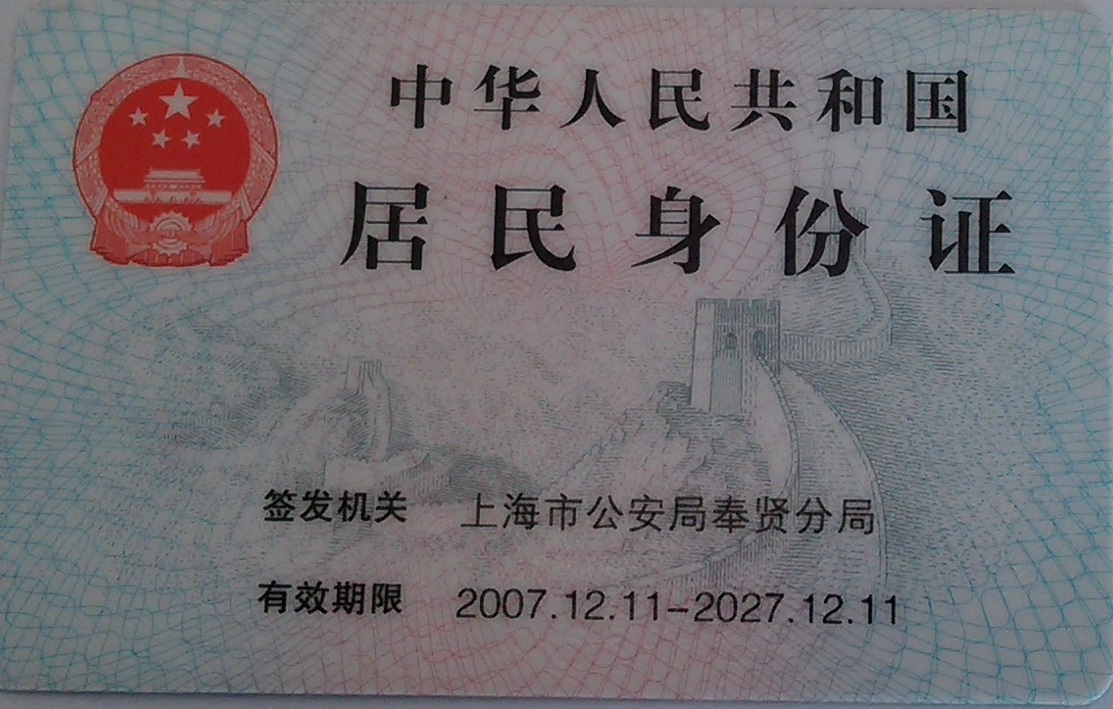 中华人民共和国
居民身份证
签发机关 上海市公安局奉贤分局
有效期限 2007.12.11-2027.12.11